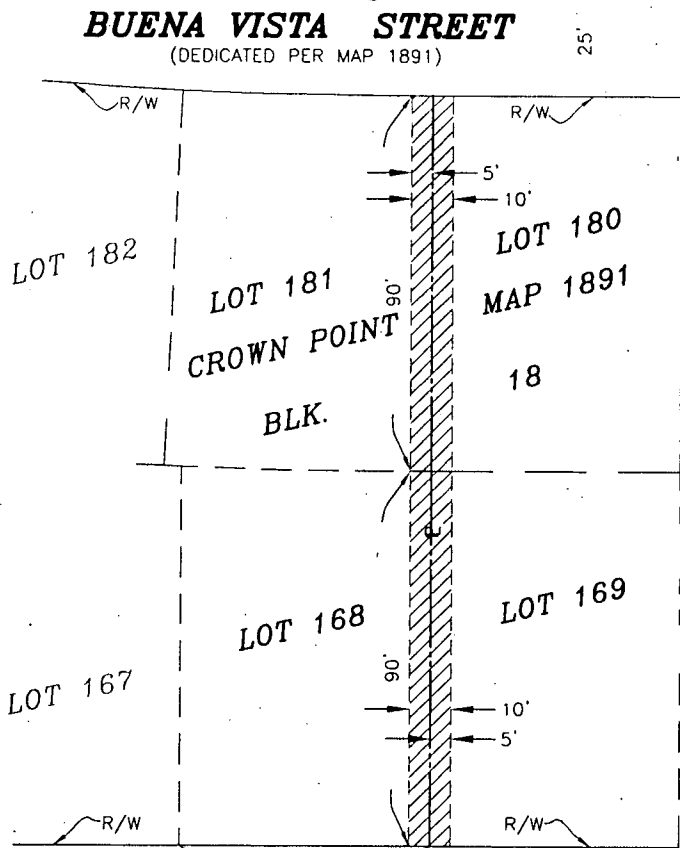 BUENA VISTA STREET
(DEDICATED PER MAP 1891)
25'
R/W
R/W
5'
10'
LOT 182
LOT 181
90'
LOT 180
CROWN POINT
MAP 1891
BLK.
18
℄
LOT 167
LOT 168
90'
LOT 169
10'
5'
R/W
R/W